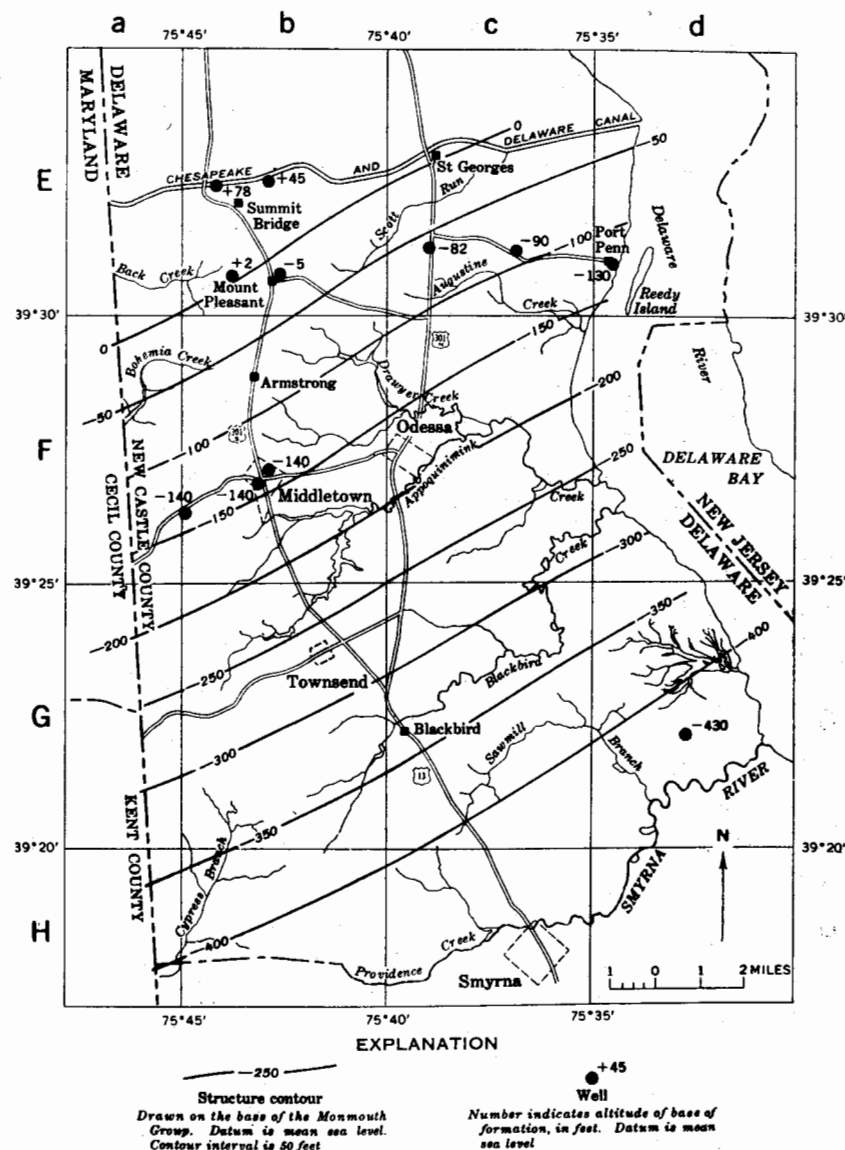 a b c d
75°45' 75°40' 75°35'
DELAWARE
MARYLAND
E
CHESAPEAKE AND DELAWARE CANAL
0
50
St Georges
+78
+45
Summit
Bridge
Scott Run
Back Creek
+2
-5
Mount
Pleasant
-82
-90
-100
Port
Penn
-130
Augustine
Creek
Delaware
River
Reedy
Island
39°30' 39°30'
0
-50
Bohemia Creek
-150
301
Armstrong
Drawyer Creek
-100
-200
301
F
Odessa
Appoquinimink
Creek
-250
DELAWARE
BAY
-140
-140
-140
Middletown
-150
NEW CASTLE COUNTY
CECIL COUNTY
NEW JERSEY
DELAWARE
Creek
-300
39°25' 39°25'
-200
-350
-400
-250
Townsend
Blackbird
G
Blackbird
-430
-300
Sawmill
Branch
13
RIVER
SMYRNA
KENT COUNTY
39°20' 39°20'
-350
N
Cypress Branch
H
-400
Providence Creek
Smyrna
1 0 1 2 MILES
75°45' 75°40' 75°35'
EXPLANATION
-250
Structure contour
Drawn on the base of the Monmouth
Group. Datum is mean sea level.
Contour interval is 50 feet
+45
Well
Number indicates altitude of base of
formation, in feet. Datum is mean
sea level